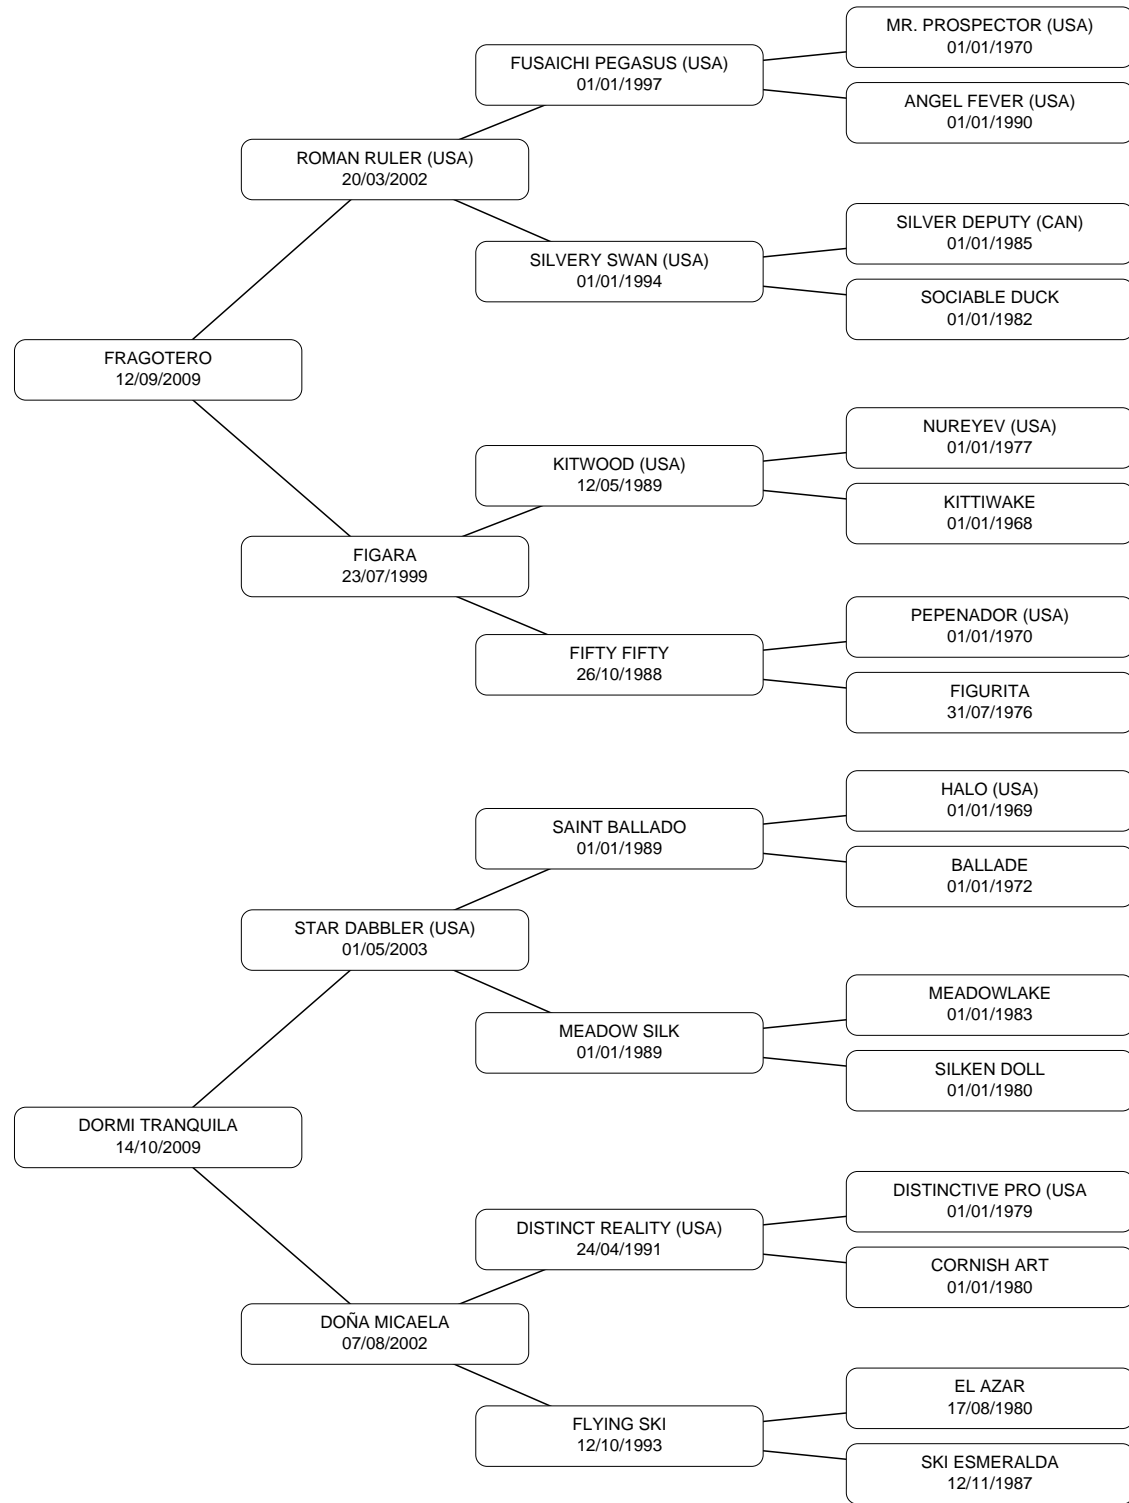 MR. PROSPECTOR (USA)
01/01/1970
FUSAICHI PEGASUS (USA)
01/01/1997
ANGEL FEVER (USA)
01/01/1990
ROMAN RULER (USA)
20/03/2002
SILVER DEPUTY (CAN)
01/01/1985
SILVERY SWAN (USA)
01/01/1994
SOCIABLE DUCK
01/01/1982
FRAGOTERO
12/09/2009
NUREYEV (USA)
01/01/1977
KITWOOD (USA)
12/05/1989
KITTIWAKE
01/01/1968
FIGARA
23/07/1999
PEPENADOR (USA)
01/01/1970
FIFTY FIFTY
26/10/1988
FIGURITA
31/07/1976
HALO (USA)
01/01/1969
SAINT BALLADO
01/01/1989
BALLADE
01/01/1972
STAR DABBLER (USA)
01/05/2003
MEADOWLAKE
01/01/1983
MEADOW SILK
01/01/1989
SILKEN DOLL
01/01/1980
DORMI TRANQUILA
14/10/2009
DISTINCTIVE PRO (USA
01/01/1979
DISTINCT REALITY (USA)
24/04/1991
CORNISH ART
01/01/1980
DOÑA MICAELA
07/08/2002
EL AZAR
17/08/1980
FLYING SKI
12/10/1993
SKI ESMERALDA
12/11/1987